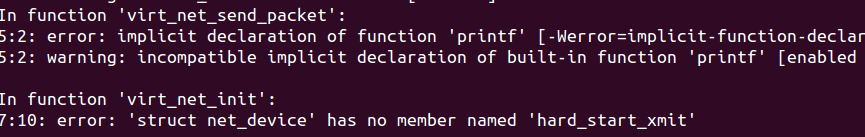 In function 'virt_net_send_packet':
5:2: error: implicit declaration of function 'printf' [-Werror=implicit-function-declar
5:2: warning: incompatible implicit declaration of built-in function 'printf' [enabled
In function 'virt_net_init':
7:10: error: 'struct net_device' has no member named 'hard_start_xmit'